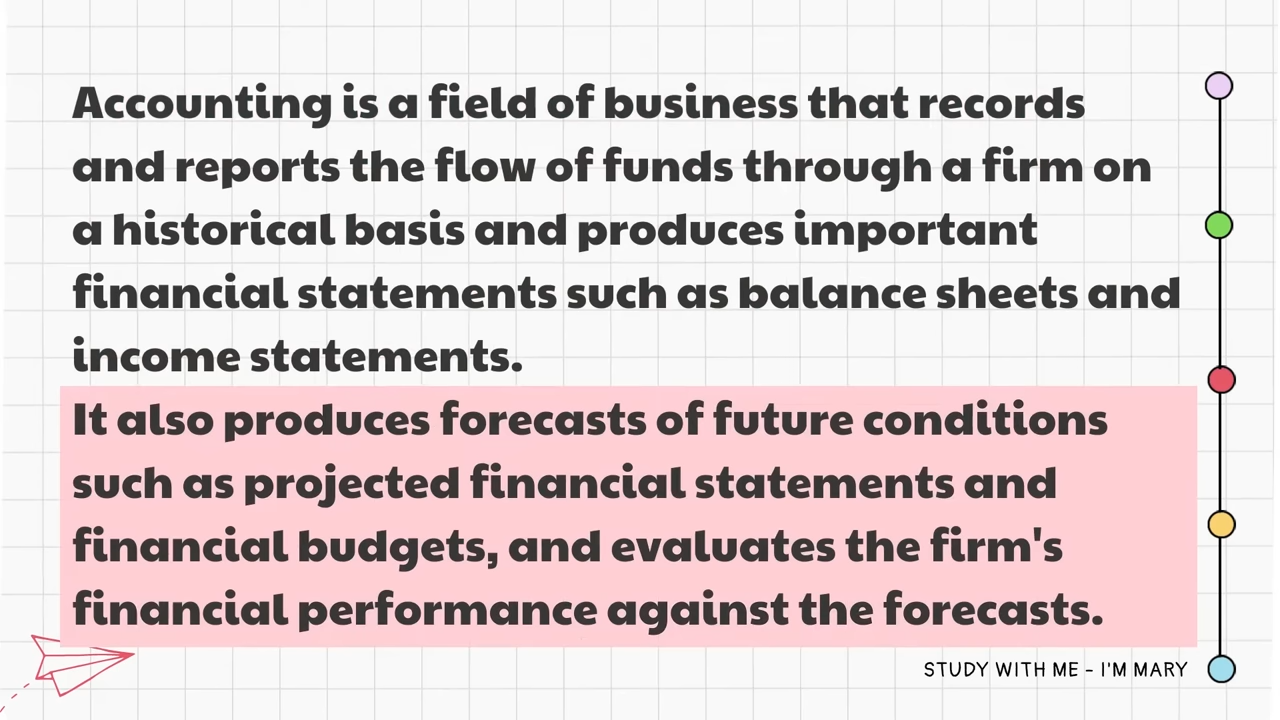 Accounting is a field of business that records
and reports the flow of funds through a firm on
a historical basis and produces important
financial statements such as balance sheets and
income statements.
It also produces forecasts of future conditions
such as projected financial statements and
financial budgets, and evaluates the firm's
financial performance against the forecasts.
STUDY WITH ME – I'M MARY